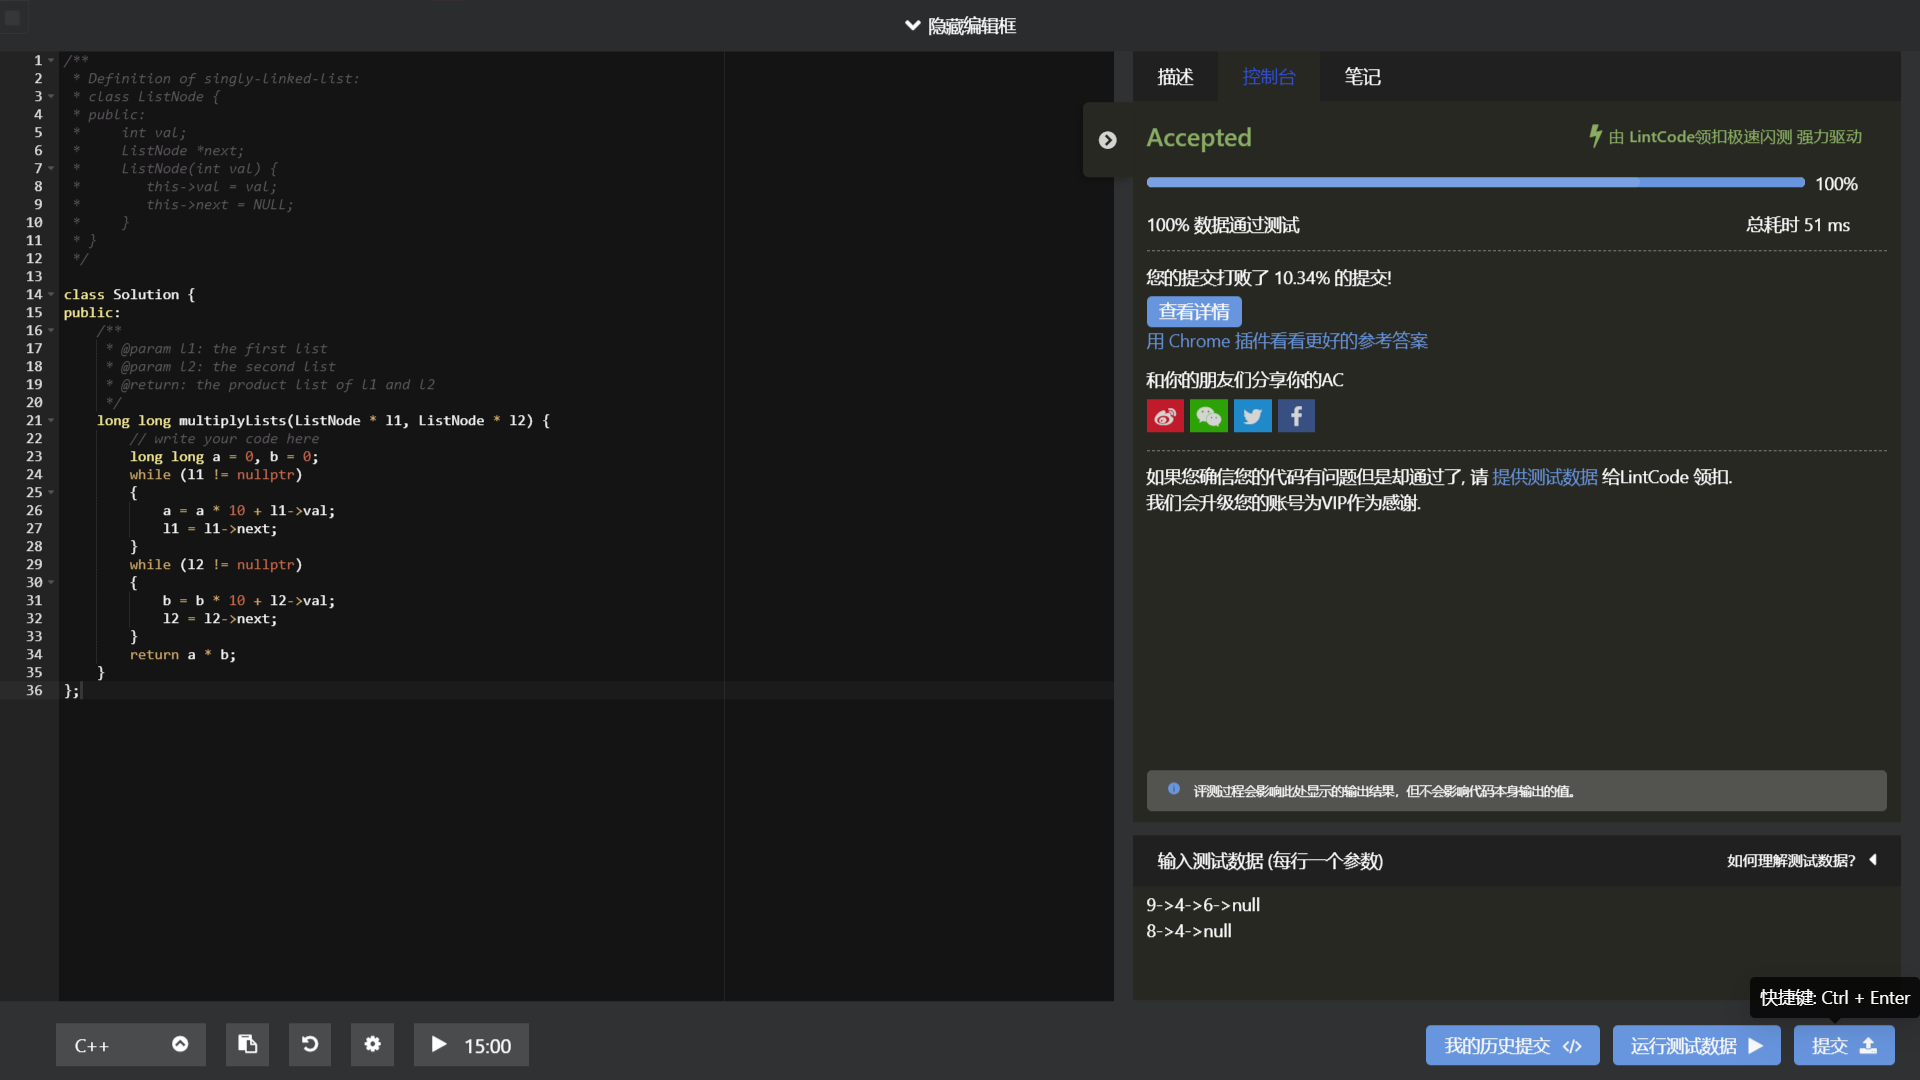 隐藏编辑框
1 /**
2 * Definition of singly-linked-list:
3 * class ListNode {
4 * public:
5 *     int val;
6 *     ListNode *next;
7 *     ListNode(int val) {
8 *        this->val = val;
9 *        this->next = NULL;
10 *     }
11 * }
12 */
13
14 class Solution {
15 public:
16     /**
17      * @param l1: the first list
18      * @param l2: the second list
19      * @return: the product list of l1 and l2
20      */
21     long long multiplyLists(ListNode * l1, ListNode * l2) {
22         // write your code here
23         long long a = 0, b = 0;
24         while (l1 != nullptr)
25         {
26             a = a * 10 + l1->val;
27             l1 = l1->next;
28         }
29         while (l2 != nullptr)
30         {
31             b = b * 10 + l2->val;
32             l2 = l2->next;
33         }
34         return a * b;
35     }
36 };
描述 控制台 笔记
Accepted 由 LintCode领扣极速闪测 强力驱动
100%
100% 数据通过测试 总耗时 51 ms
您的提交打败了 10.34% 的提交!
查看详情
用 Chrome 插件看看更好的参考答案
和你的朋友们分享你的AC
如果您确信您的代码有问题但是却通过了, 请 提供测试数据 给LintCode 领扣.
我们会升级您的账号为VIP作为感谢.
评测过程会影响此处显示的输出结果，但不会影响代码本身输出的值。
输入测试数据 (每行一个参数) 如何理解测试数据?
9->4->6->null
8->4->null
快捷键: Ctrl + Enter
C++ 15:00 我的历史提交 运行测试数据 提交